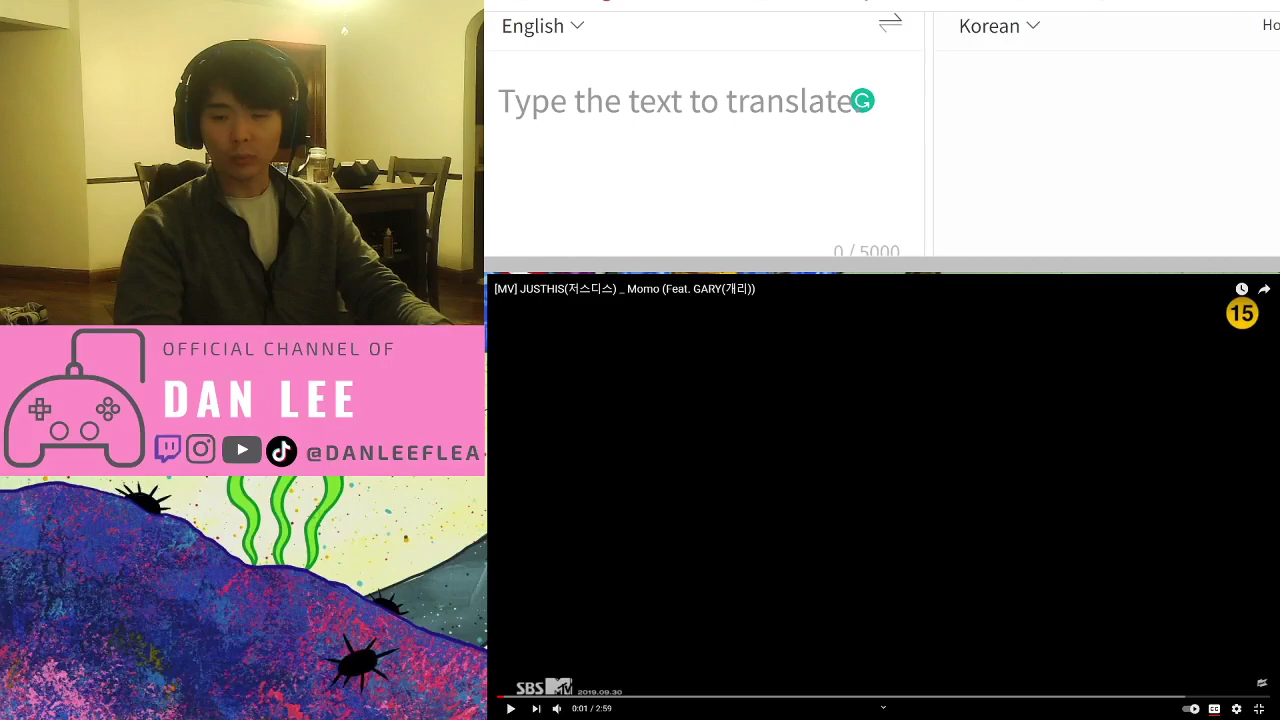 English
Korean
Ho
Type the text to translate.
0 / 5000
[MV] JUSTHIS(저스디스) _ Momo (Feat. GARY(개리))
15
OFFICIAL CHANNEL OF
DAN LEE
@DANLEEFLEA
SBS MTV 2019.09.30
0:01 / 2:59
CC